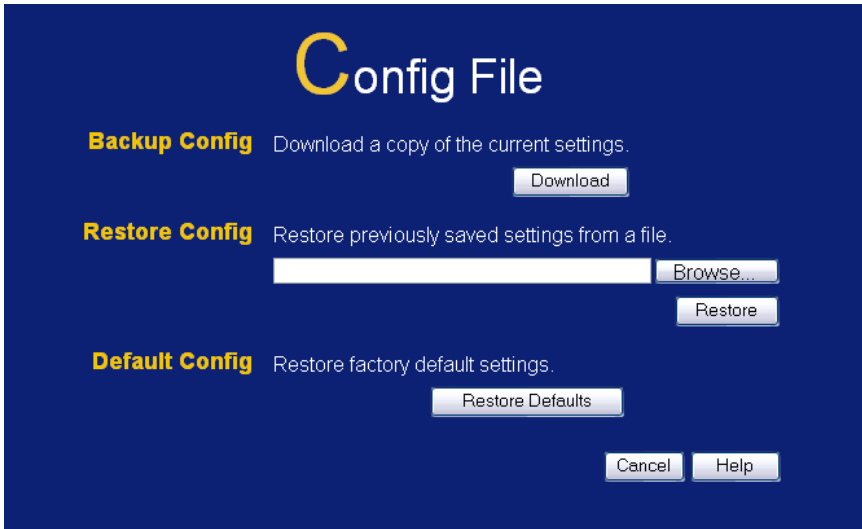 Config File
Backup Config Download a copy of the current settings.
Download
Restore Config Restore previously saved settings from a file.
Browse...
Restore
Default Config Restore factory default settings.
Restore Defaults
Cancel Help